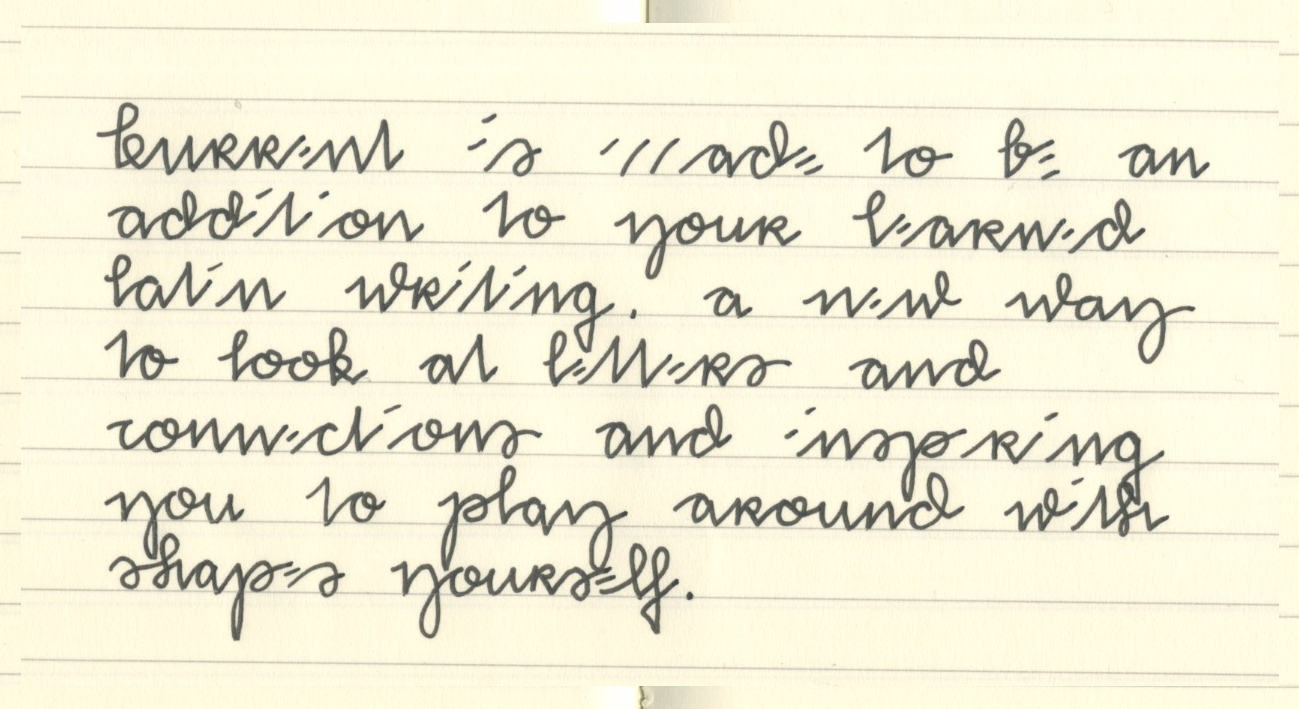 kurrent is made to be an
addition to your learned
latin writing. a new way
to look at letters and
connections and inspiring
you to play around with
shapes yourself.